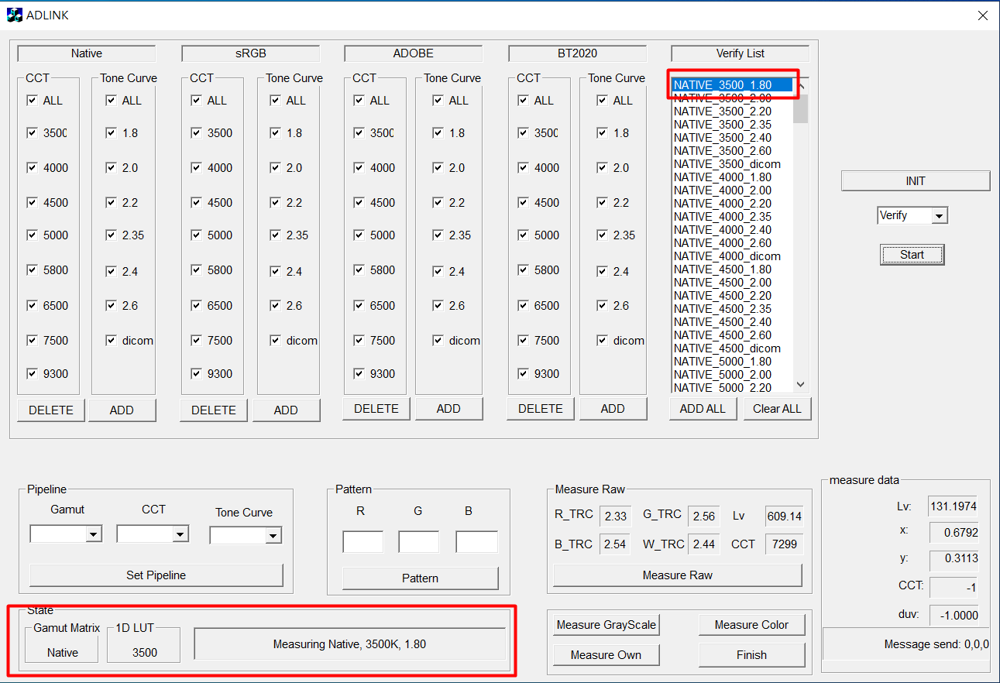 ADLINK
Native
sRGB
ADOBE
BT2020
Verify List
CCT
Tone Curve
CCT
Tone Curve
CCT
Tone Curve
CCT
Tone Curve
ALL
ALL
ALL
ALL
ALL
ALL
ALL
ALL
3500
1.8
3500
1.8
3500
1.8
3500
1.8
4000
2.0
4000
2.0
4000
2.0
4000
2.0
4500
2.2
4500
2.2
4500
2.2
4500
2.2
5000
2.35
5000
2.35
5000
2.35
5000
2.35
5800
2.4
5800
2.4
5800
2.4
5800
2.4
6500
2.6
6500
2.6
6500
2.6
6500
2.6
7500
dicom
7500
dicom
7500
dicom
7500
dicom
9300
9300
9300
9300
DELETE
ADD
DELETE
ADD
DELETE
ADD
DELETE
ADD
NATIVE_3500_1.80
NATIVE_3500_2.00
NATIVE_3500_2.20
NATIVE_3500_2.35
NATIVE_3500_2.40
NATIVE_3500_2.60
NATIVE_3500_dicom
NATIVE_4000_1.80
NATIVE_4000_2.00
NATIVE_4000_2.20
NATIVE_4000_2.35
NATIVE_4000_2.40
NATIVE_4000_2.60
NATIVE_4000_dicom
NATIVE_4500_1.80
NATIVE_4500_2.00
NATIVE_4500_2.20
NATIVE_4500_2.35
NATIVE_4500_2.40
NATIVE_4500_2.60
NATIVE_4500_dicom
NATIVE_5000_1.80
NATIVE_5000_2.00
NATIVE_5000_2.20
ADD ALL
Clear ALL
INIT
Verify
Start
Pipeline
Gamut
CCT
Tone Curve
Set Pipeline
Pattern
R
G
B
Pattern
Measure Raw
R_TRC 2.33 G_TRC 2.56 Lv 609.14
B_TRC 2.54 W_TRC 2.44 CCT 7299
Measure Raw
measure data
Lv: 131.1974
x: 0.6792
y: 0.3113
CCT: -1
duv: -1.0000
Message send: 0,0,0
State
Gamut Matrix
Native
1D LUT
3500
Measuring Native, 3500K, 1.80
Measure GrayScale
Measure Color
Measure Own
Finish